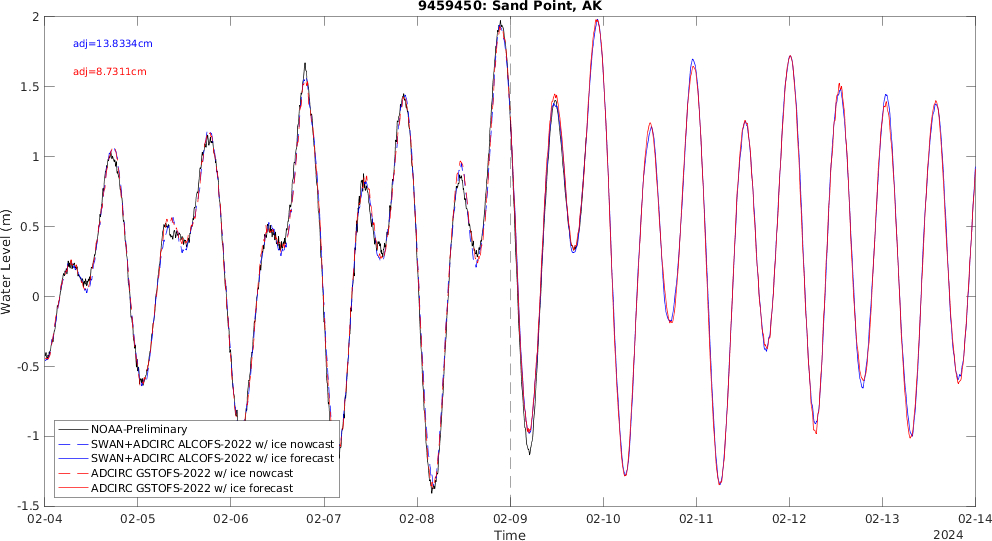 9459450: Sand Point, AK
adj=13.8334cm
adj=8.7311cm
Water Level (m)
2
1.5
1
0.5
0
-0.5
-1
-1.5
NOAA-Preliminary
SWAN+ADCIRC ALCOFS-2022 w/ ice nowcast
SWAN+ADCIRC ALCOFS-2022 w/ ice forecast
ADCIRC GSTOFS-2022 w/ ice nowcast
ADCIRC GSTOFS-2022 w/ ice forecast
02-04 02-05 02-06 02-07 02-08 02-09 02-10 02-11 02-12 02-13 02-14
Time
2024